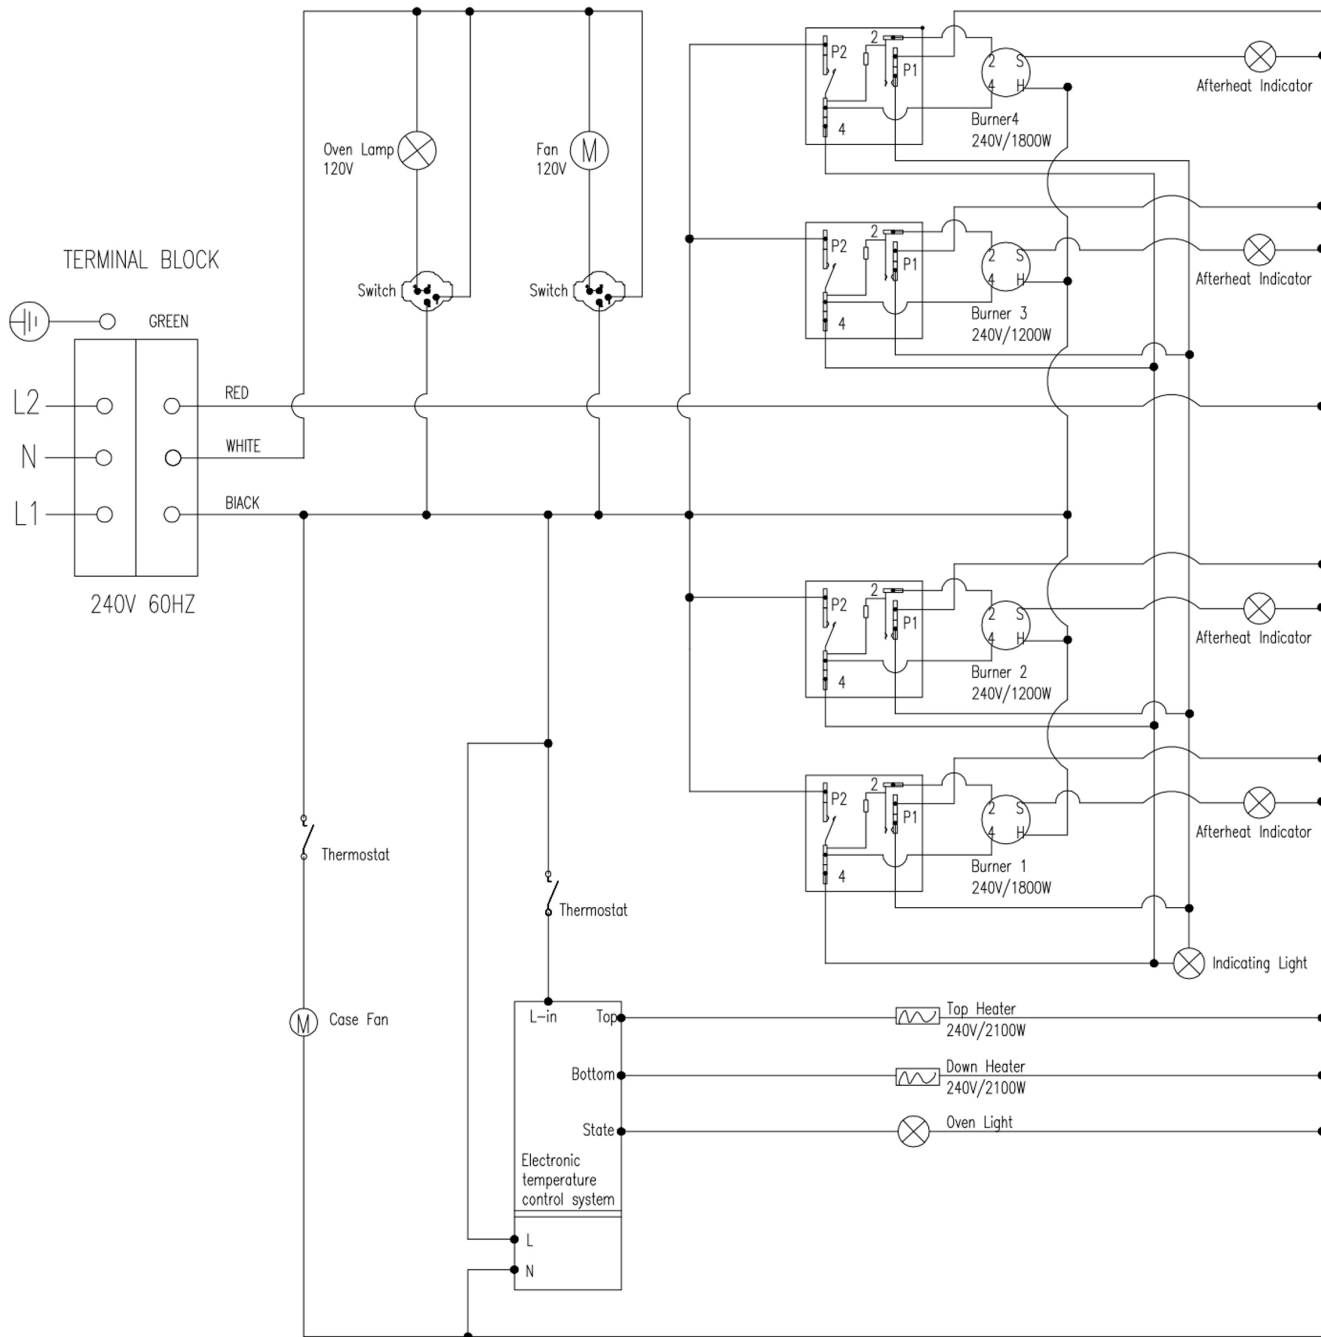 TERMINAL BLOCK
GREEN
L2
RED
N
WHITE
L1
BIACK
240V 60HZ
Oven Lamp
120V
Switch
Fan
120V
M
Switch
P2
2
P1
4
2
S
4
H
Burner4
240V/1800W
Afterheat Indicator
P2
2
P1
4
2
S
4
H
Burner 3
240V/1200W
Afterheat Indicator
P2
2
P1
4
2
S
4
H
Burner 2
240V/1200W
Afterheat Indicator
P2
2
P1
4
2
S
4
H
Burner 1
240V/1800W
Afterheat Indicator
Indicating Light
Thermostat
Thermostat
M
Case Fan
L-in
Top
Bottom
State
Electronic
temperature
control system
L
N
Top Heater
240V/2100W
Down Heater
240V/2100W
Oven Light